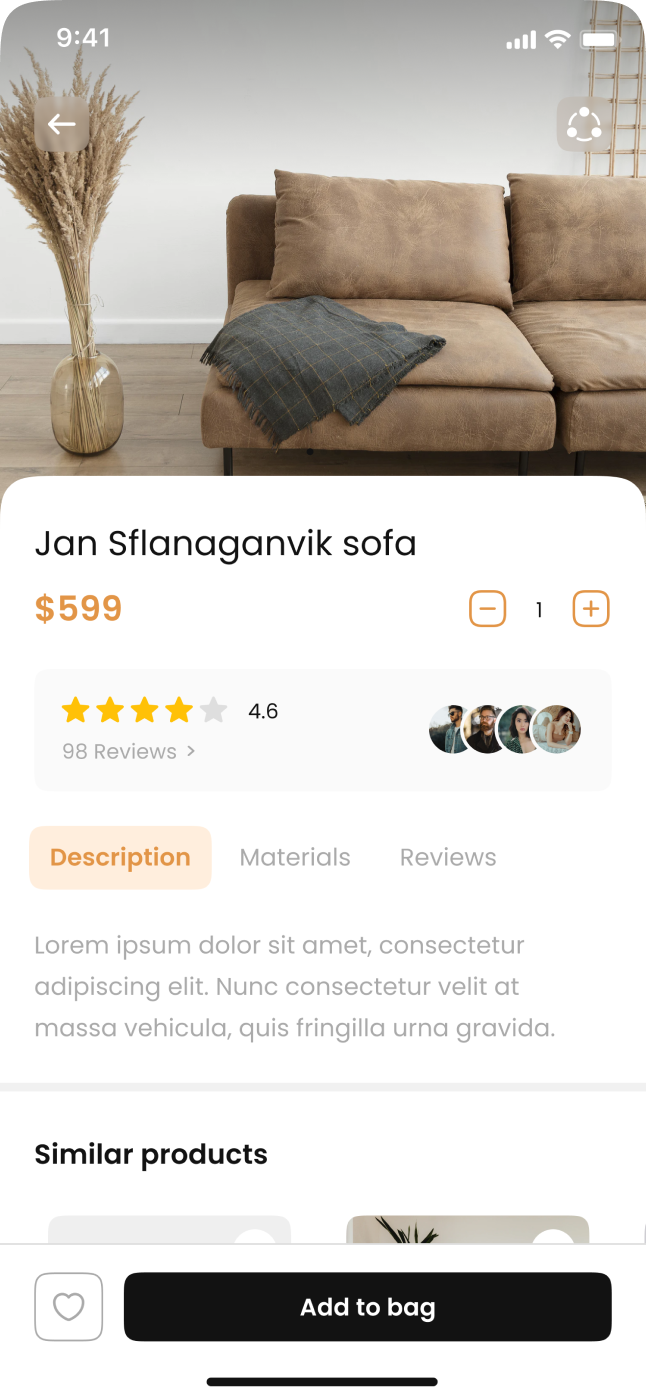 9:41
Jan Sflanaganvik sofa
$599
1
4.6
98 Reviews >
Description Materials Reviews
Lorem ipsum dolor sit amet, consectetur
adipiscing elit. Nunc consectetur velit at
massa vehicula, quis fringilla urna gravida.
Similar products
Add to bag